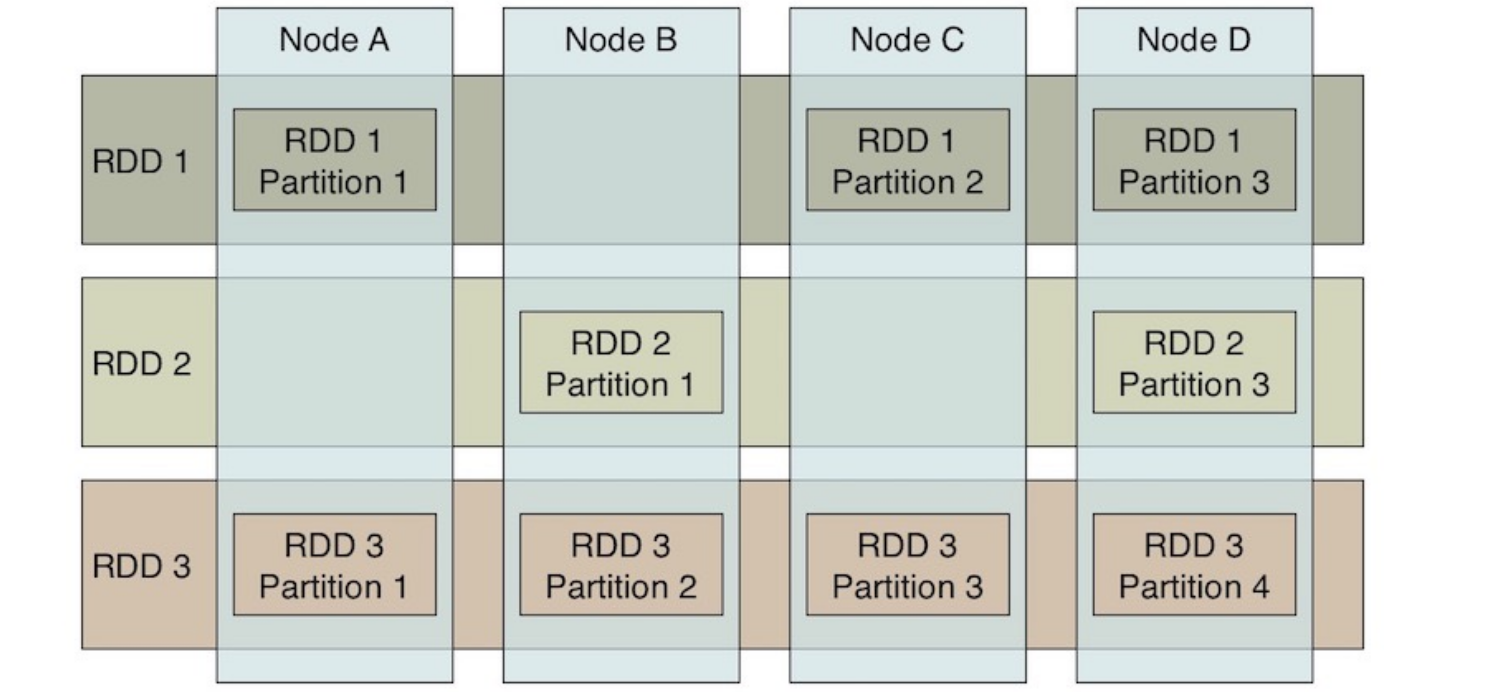 Node A
Node B
Node C
Node D
RDD 1
RDD 1
Partition 1
RDD 1
Partition 2
RDD 1
Partition 3
RDD 2
RDD 2
Partition 1
RDD 2
Partition 3
RDD 3
RDD 3
Partition 1
RDD 3
Partition 2
RDD 3
Partition 3
RDD 3
Partition 4